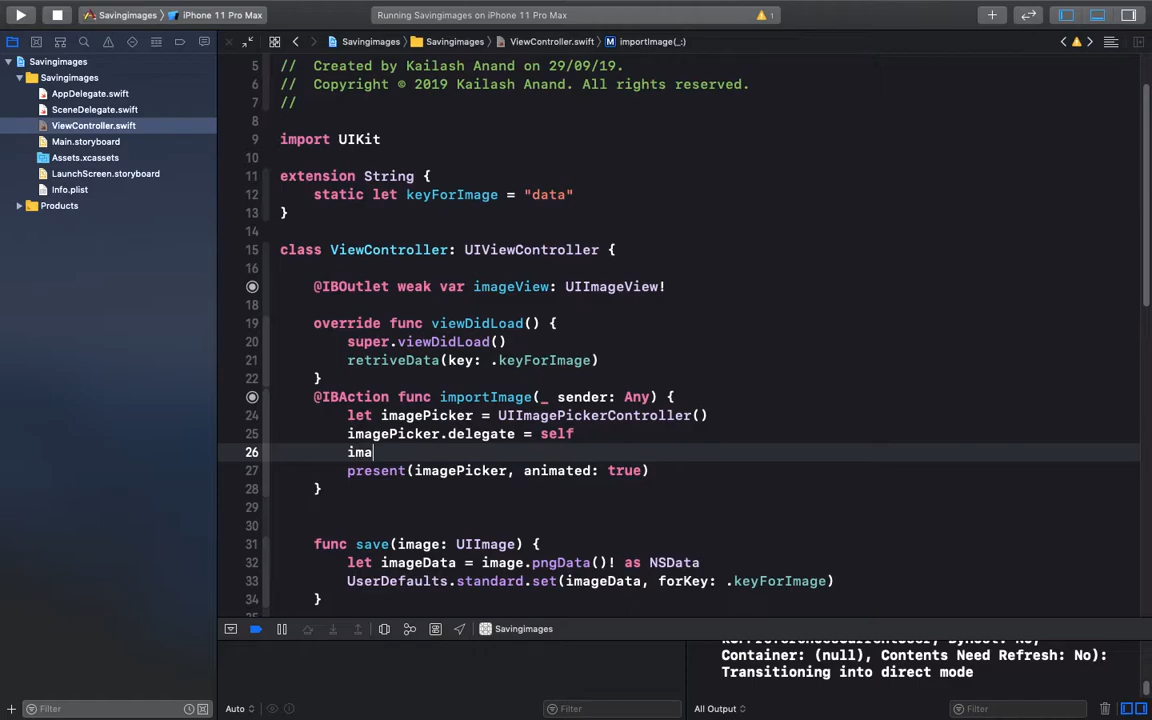 Savingimages › iPhone 11 Pro Max
Running Savingimages on iPhone 11 Pro Max
1
Savingimages
Savingimages
AppDelegate.swift
SceneDelegate.swift
ViewController.swift
Main.storyboard
Assets.xcassets
LaunchScreen.storyboard
Info.plist
Products
Savingimages › Savingimages › ViewController.swift › M importImage(_:)
5 // Created by Kailash Anand on 29/09/19.
6 // Copyright © 2019 Kailash Anand. All rights reserved.
7 //
8
9 import UIKit
10
11 extension String {
12 static let keyForImage = "data"
13 }
14
15 class ViewController: UIViewController {
16
@IBOutlet weak var imageView: UIImageView!
18
19 override func viewDidLoad() {
20 super.viewDidLoad()
21 retriveData(key: .keyForImage)
22 }
@IBAction func importImage(_ sender: Any) {
24 let imagePicker = UIImagePickerController()
25 imagePicker.delegate = self
26 ima
27 present(imagePicker, animated: true)
28 }
29
30
31 func save(image: UIImage) {
32 let imageData = image.pngData()! as NSData
33 UserDefaults.standard.set(imageData, forKey: .keyForImage)
34 }
Savingimages
Container: (null), Contents Need Refresh: No):
Transitioning into direct mode
Filter
Auto
Filter
All Output
Filter